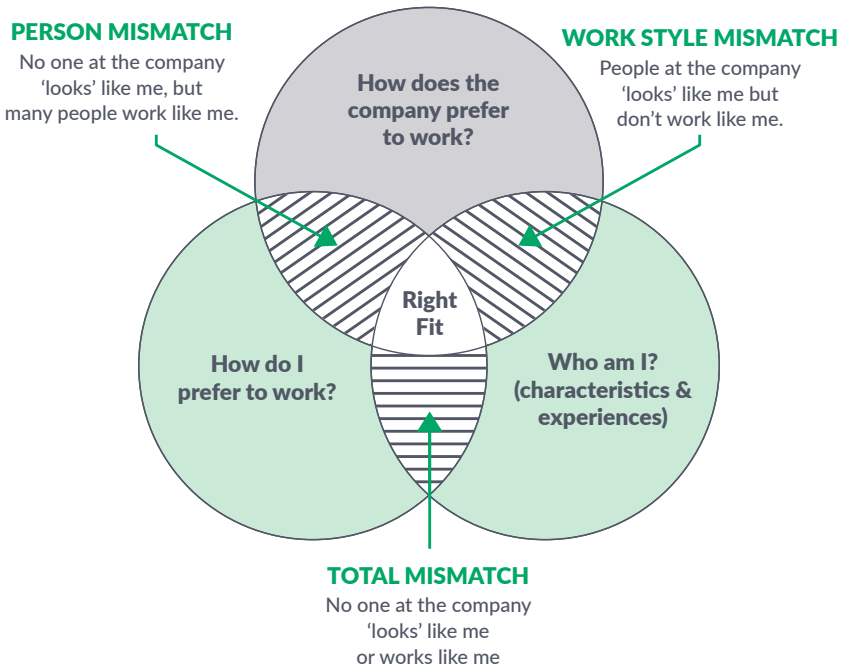 PERSON MISMATCH
No one at the company
‘looks’ like me, but
many people work like me.
WORK STYLE MISMATCH
People at the company
‘looks’ like me but
don’t work like me.
How does the
company prefer
to work?
Right
Fit
How do I
prefer to work?
Who am I?
(characteristics &
experiences)
TOTAL MISMATCH
No one at the company
‘looks’ like me
or works like me